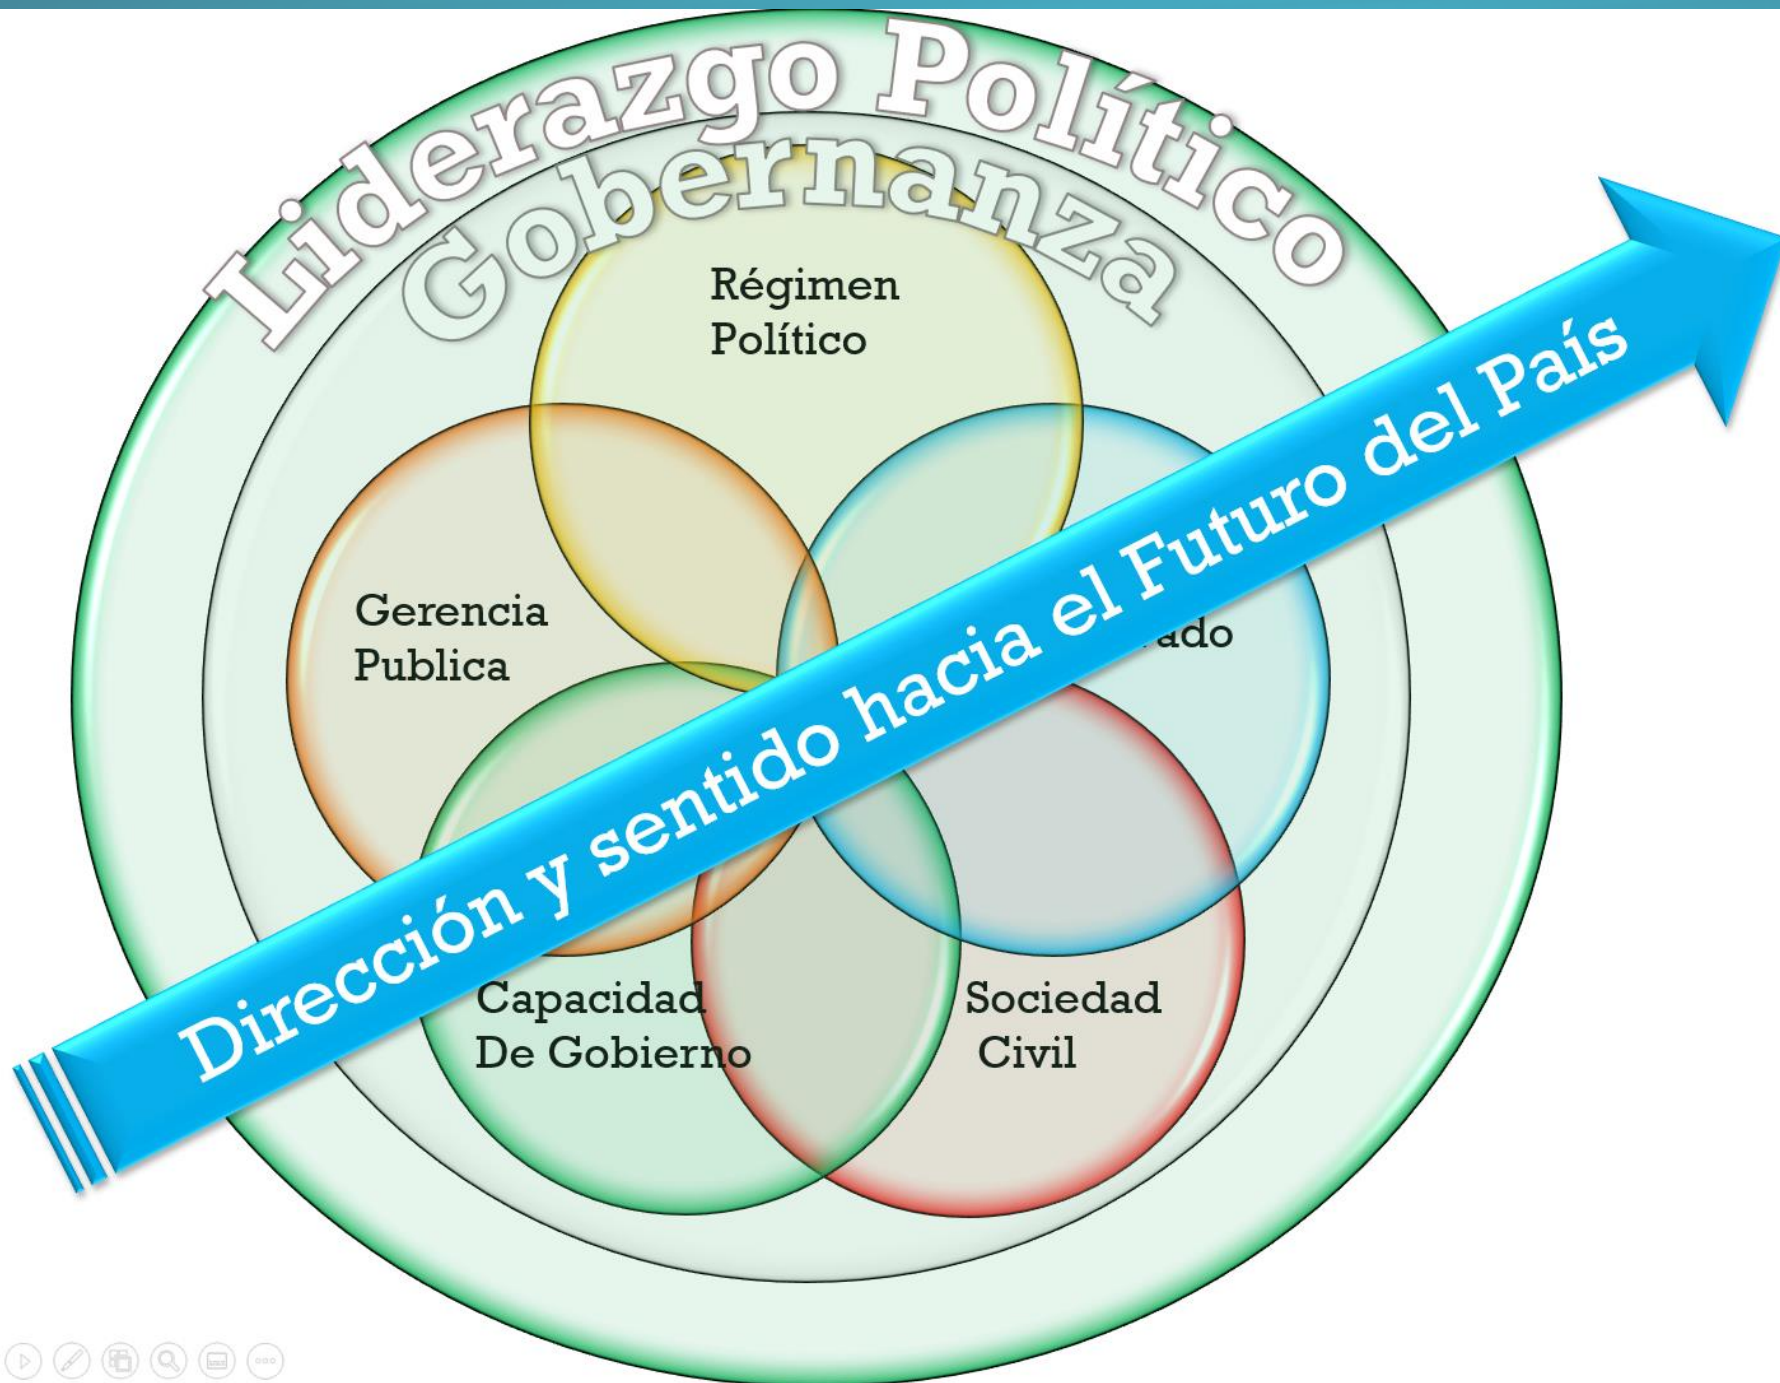 Liderazgo Político
Gobernanza
Régimen
Político
Gerencia
Publica
Dirección y sentido hacia el Futuro del País
Capacidad
De Gobierno
Sociedad
Civil